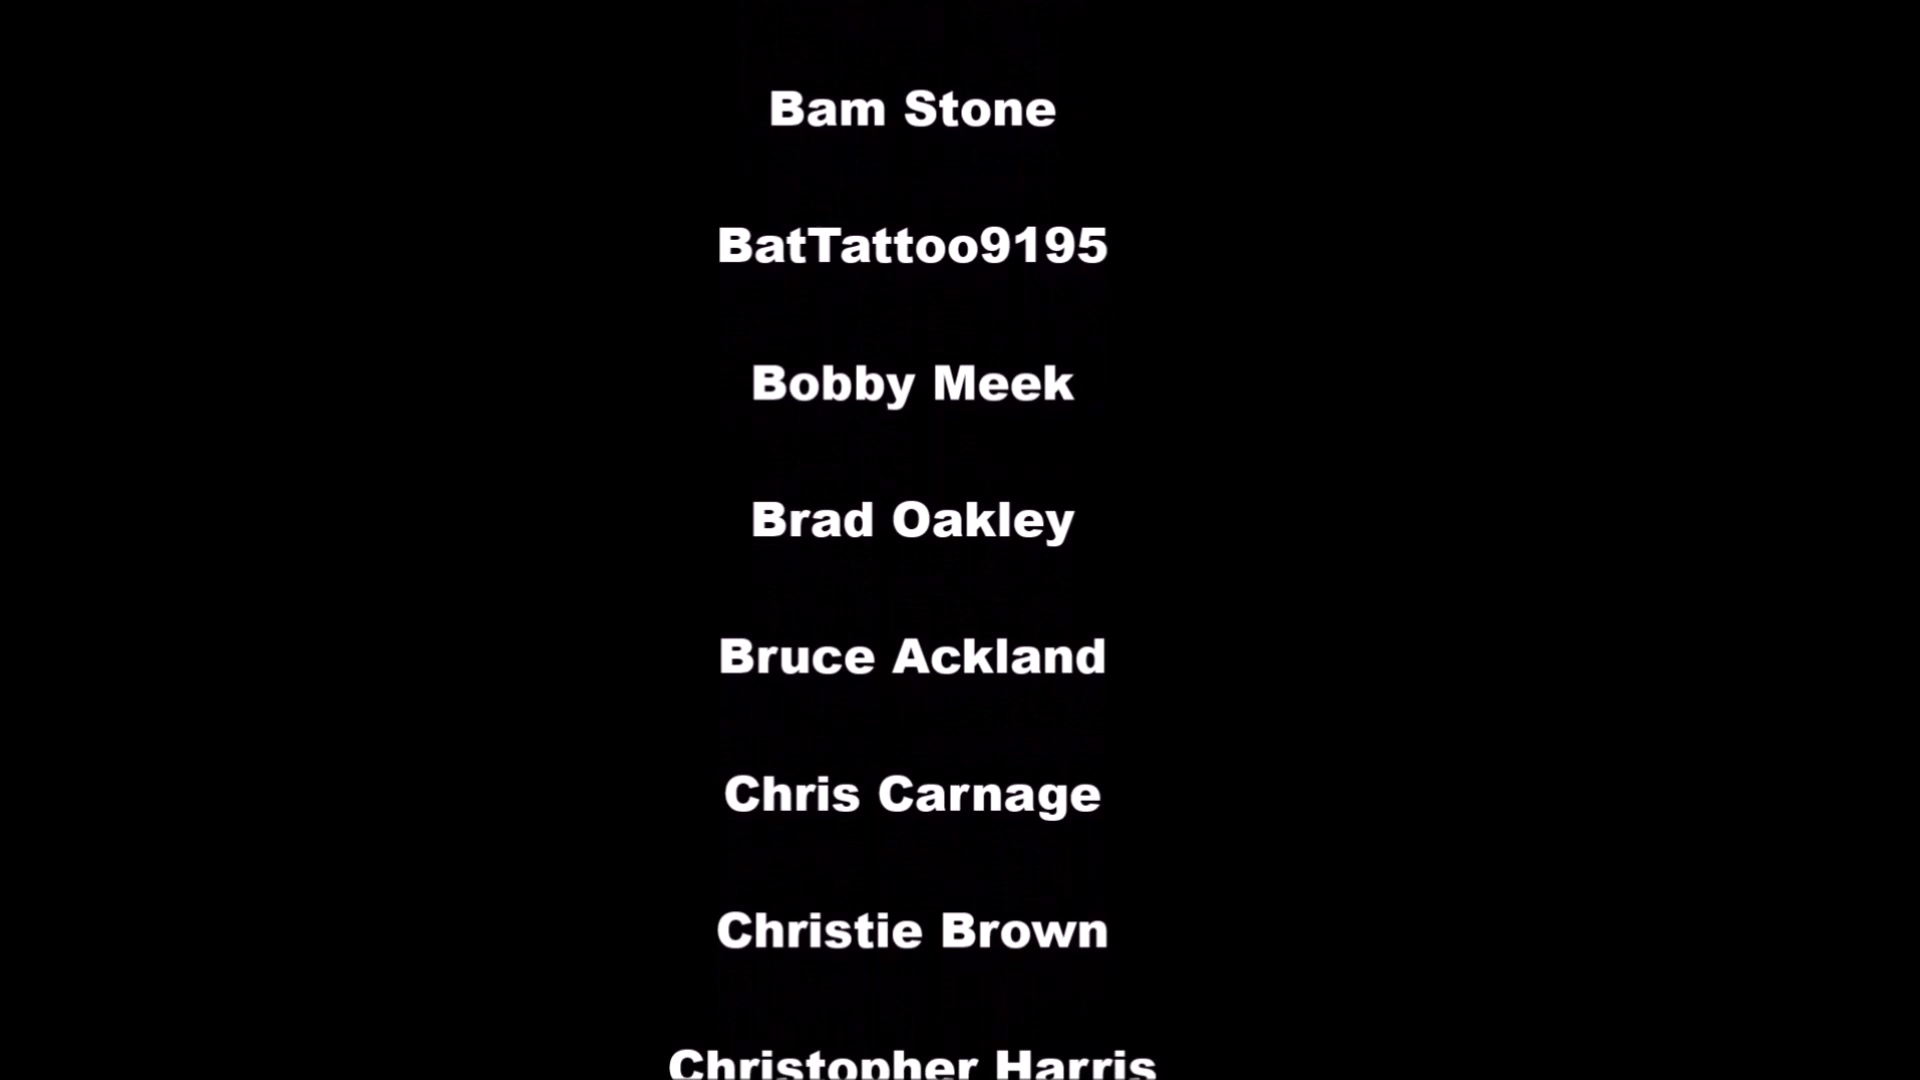 Bam Stone
BatTattoo9195
Bobby Meek
Brad Oakley
Bruce Ackland
Chris Carnage
Christie Brown
Christopher Harris